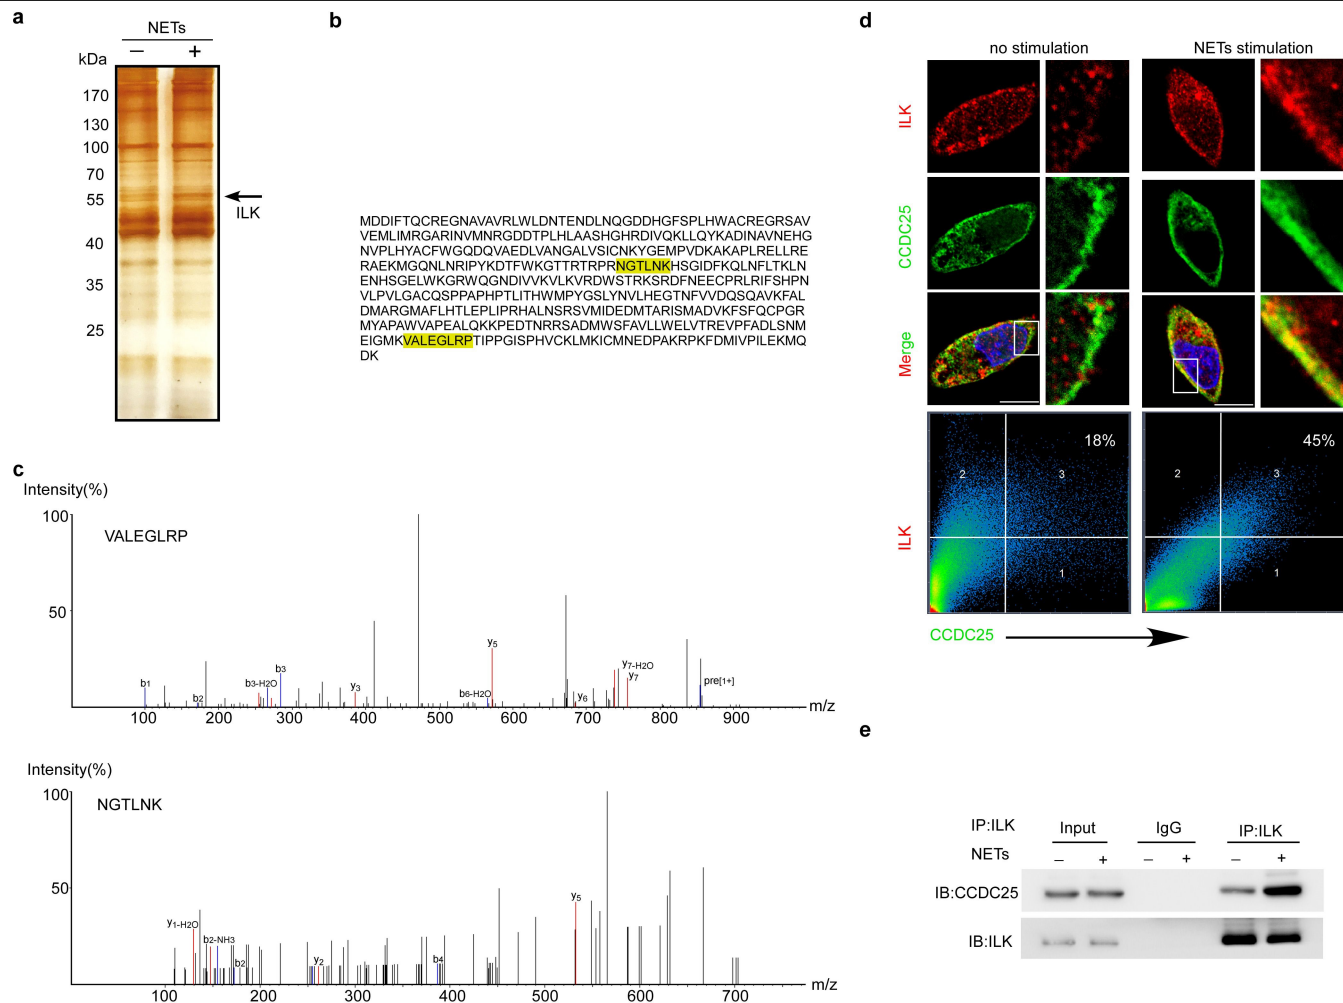 a
NETs
— +
kDa
170
130
100
70
55
40
35
25
ILK
b
MDDIFTQCREGNAVAVRLWLDNTENDLNQGDDHGFSPLHWACREGRSAV
VEMLIMRGARINVMNRGDDTPLHLAASHGHRDIVQKLLQYKADINAVNEHG
NVPLHYACFWGQDQVAEDLVANGALVSICNKYGEMPVDKAKAPLRELLRE
RAEKMGQNLNRIPYKDTFWKGTTRTRPRNGTLNKHSGIDFKQLNFLTKLN
ENHSGELWKGRWQGNDIVVKVLKVRDWSTRKSRDFNEECPRLRIFSHPN
VLPVLGACQSPPAPHPTLITHWMPYGSLYNVLHEGTNFVVDQSQAVKFAL
DMARGMAFLHTLEPLIPRHALNSRSVMIDEDMTARISMADVKFSFQCPGR
MYAPAWVAPEALQKKPEDTNRRSADMWSFAVLLWELVTREVPFADLSNM
EIGMKVALEGLRPTIPPGISPHVCKLMKICMNEDPAKRPKFDMIVPILEKMQ
DK
c
Intensity(%)
VALEGLRP
100
50
b1
b2
b3-H2O
b3
y3
b6-H2O
y5
y6
y7-H2O
y7
pre[1+]
100 200 300 400 500 600 700 800 900 m/z
Intensity(%)
NGTLNK
100
50
y1-H2O
b2-NH3
b2
y2
b4
y5
100 200 300 400 500 600 700 m/z
d
no stimulation NETs stimulation
ILK
CCDC25
Merge
ILK
18%
2 3
1
45%
2 3
1
CCDC25
e
IP:ILK Input IgG IP:ILK
NETs — + — + — +
IB:CCDC25
IB:ILK